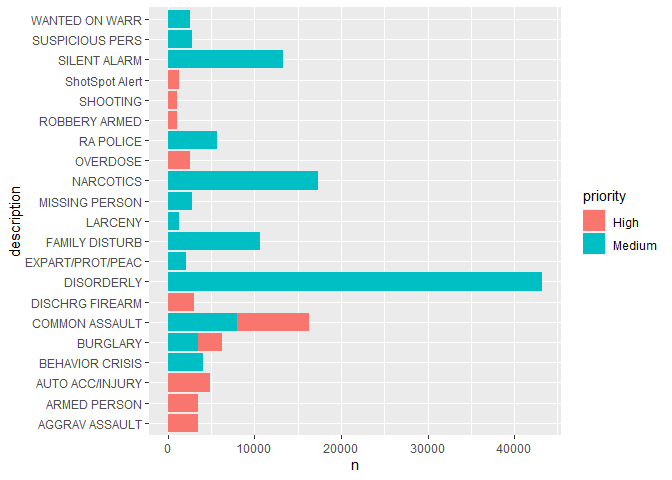 WANTED ON WARR
SUSPICIOUS PERS
SILENT ALARM
ShotSpot Alert
SHOOTING
ROBBERY ARMED
RA POLICE
OVERDOSE
NARCOTICS
MISSING PERSON
LARCENY
FAMILY DISTURB
EXPART/PROT/PEAC
DISORDERLY
DISCHRG FIREARM
COMMON ASSAULT
BURGLARY
BEHAVIOR CRISIS
AUTO ACC/INJURY
ARMED PERSON
AGGRAV ASSAULT
description
0 10000 20000 30000 40000
n
priority
High
Medium